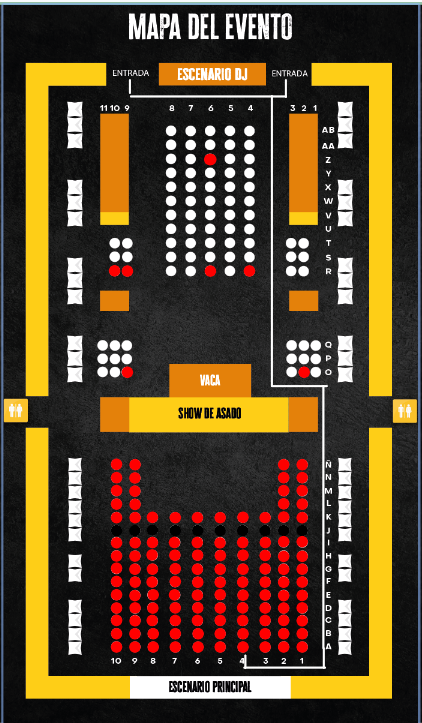 MAPA DEL EVENTO
ENTRADA
ESCENARIO DJ
ENTRADA
11 10 9
8 7 6 5 4
3 2 1
AB
AA
Z
Y
X
W
V
U
T
S
R
Q
P
O
VACA
SHOW DE ASADO
Ñ
N
M
L
K
J
I
H
G
F
E
D
C
B
A
10 9 8 7 6 5 4 3 2 1
ESCENARIO PRINCIPAL